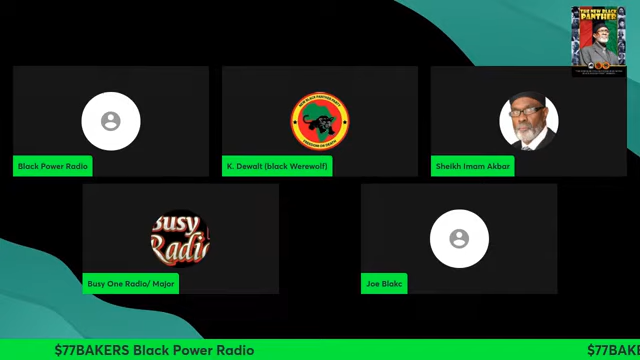 THE NEW BLACK
PANTHER
Black Power Radio
K. Dewalt (black Werewolf)
Sheikh Imam Akbar
Busy
Radio
Busy One Radio/ Major
Joe Blakc
$77BAKERS Black Power Radio
$77BAKE